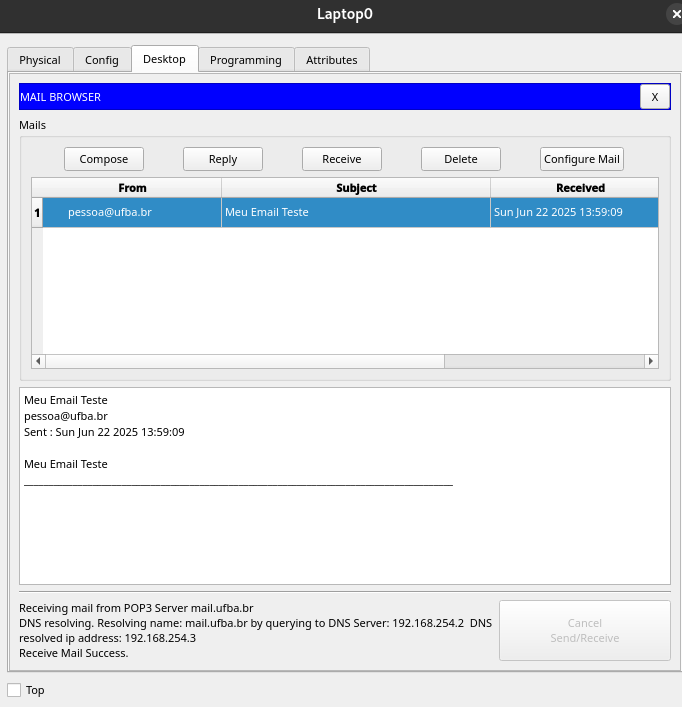 Laptop0
Physical Config Desktop Programming Attributes
MAIL BROWSER X
Mails
Compose Reply Receive Delete Configure Mail
From Subject Received
1 pessoa@ufba.br Meu Email Teste Sun Jun 22 2025 13:59:09
Meu Email Teste
pessoa@ufba.br
Sent : Sun Jun 22 2025 13:59:09
Meu Email Teste
Receiving mail from POP3 Server mail.ufba.br
DNS resolving. Resolving name: mail.ufba.br by querying to DNS Server: 192.168.254.2 DNS
resolved ip address: 192.168.254.3
Receive Mail Success.
Cancel
Send/Receive
Top